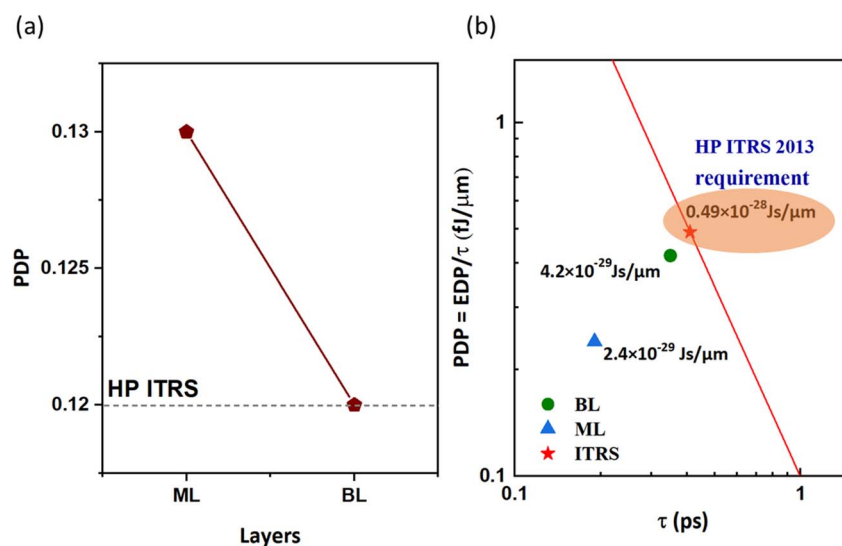 (a)
0.13
0.125
0.12
PDP
HP ITRS
ML
BL
Layers
(b)
1
0.1
PDP = EDP/τ (fJ/μm)
HP ITRS 2013
requirement
0.49×10⁻²⁸Js/μm
4.2×10⁻²⁹Js/μm
2.4×10⁻²⁹ Js/μm
BL
ML
ITRS
0.1
1
τ (ps)